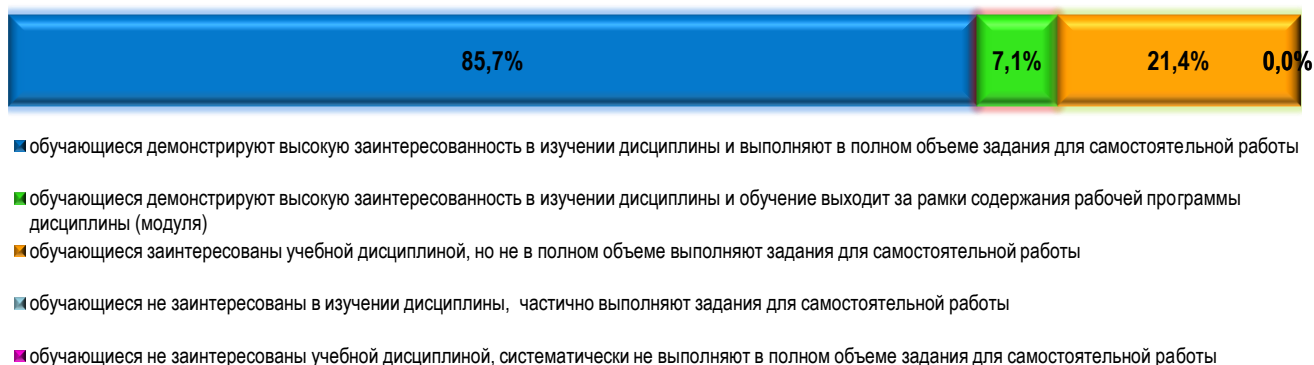 85,7% 7,1% 21,4% 0,0%
обучающиеся демонстрируют высокую заинтересованность в изучении дисциплины и выполняют в полном объеме задания для самостоятельной работы
обучающиеся демонстрируют высокую заинтересованность в изучении дисциплины и обучение выходит за рамки содержания рабочей программы
дисциплины (модуля)
обучающиеся заинтересованы учебной дисциплиной, но не в полном объеме выполняют задания для самостоятельной работы
обучающиеся не заинтересованы в изучении дисциплины, частично выполняют задания для самостоятельной работы
обучающиеся не заинтересованы учебной дисциплиной, систематически не выполняют в полном объеме задания для самостоятельной работы